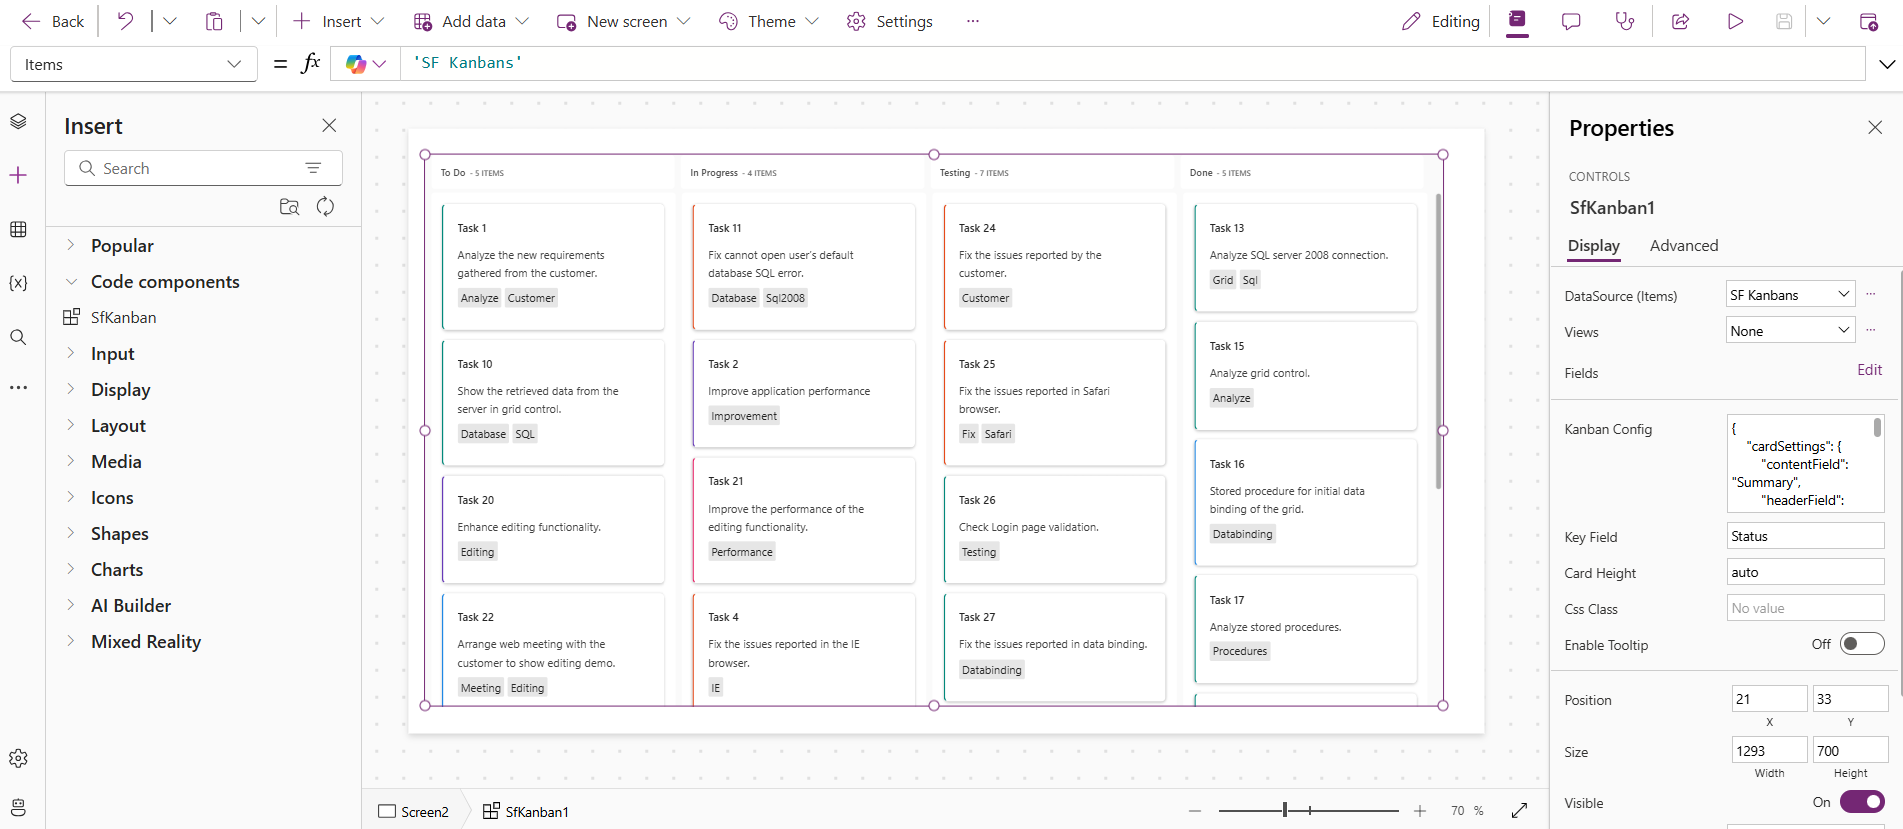 Back
Insert
Add data
New screen
Theme
Settings
...
Editing
Items
= fx
'SF Kanbans'
Insert
Search
Popular
Code components
SfKanban
Input
Display
Layout
Media
Icons
Shapes
Charts
AI Builder
Mixed Reality
To Do - 5 ITEMS
Task 1
Analyze the new requirements
gathered from the customer.
Analyze Customer
Task 10
Show the retrieved data from the
server in grid control.
Database SQL
Task 20
Enhance editing functionality.
Editing
Task 22
Arrange web meeting with the
customer to show editing demo.
Meeting Editing
In Progress - 4 ITEMS
Task 11
Fix cannot open user's default
database SQL error.
Database Sql2008
Task 2
Improve application performance
Improvement
Task 21
Improve the performance of the
editing functionality.
Performance
Task 4
Fix the issues reported in the IE
browser.
IE
Testing - 7 ITEMS
Task 24
Fix the issues reported by the
customer.
Customer
Task 25
Fix the issues reported in Safari
browser.
Fix Safari
Task 26
Check Login page validation.
Testing
Task 27
Fix the issues reported in data binding.
Databinding
Done - 5 ITEMS
Task 13
Analyze SQL server 2008 connection.
Grid Sql
Task 15
Analyze grid control.
Analyze
Task 16
Stored procedure for initial data
binding of the grid.
Databinding
Task 17
Analyze stored procedures.
Procedures
Screen2
SfKanban1
70 %
Properties
CONTROLS
SfKanban1
Display Advanced
DataSource (Items) SF Kanbans ...
Views None ...
Fields Edit
Kanban Config
{
"cardSettings": {
"contentField":
"Summary",
"headerField":
Key Field Status
Card Height auto
Css Class No value
Enable Tooltip Off
Position 21 33
X Y
Size 1293 700
Width Height
Visible On